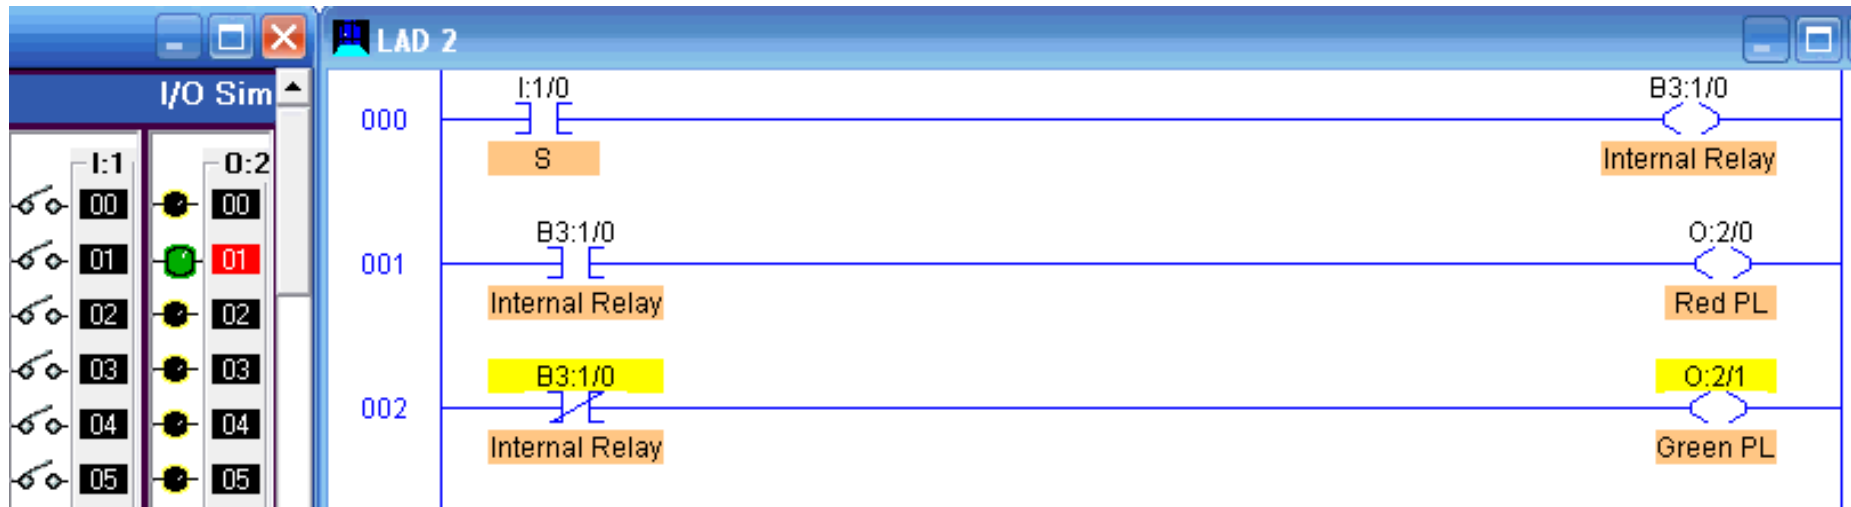 LAD 2
I/O Sim
I:1 O:2
00 00
01 01
02 02
03 03
04 04
05 05
I:1/0 B3:1/0
000
S Internal Relay
B3:1/0 O:2/0
001
Internal Relay Red PL
B3:1/0 O:2/1
002
Internal Relay Green PL